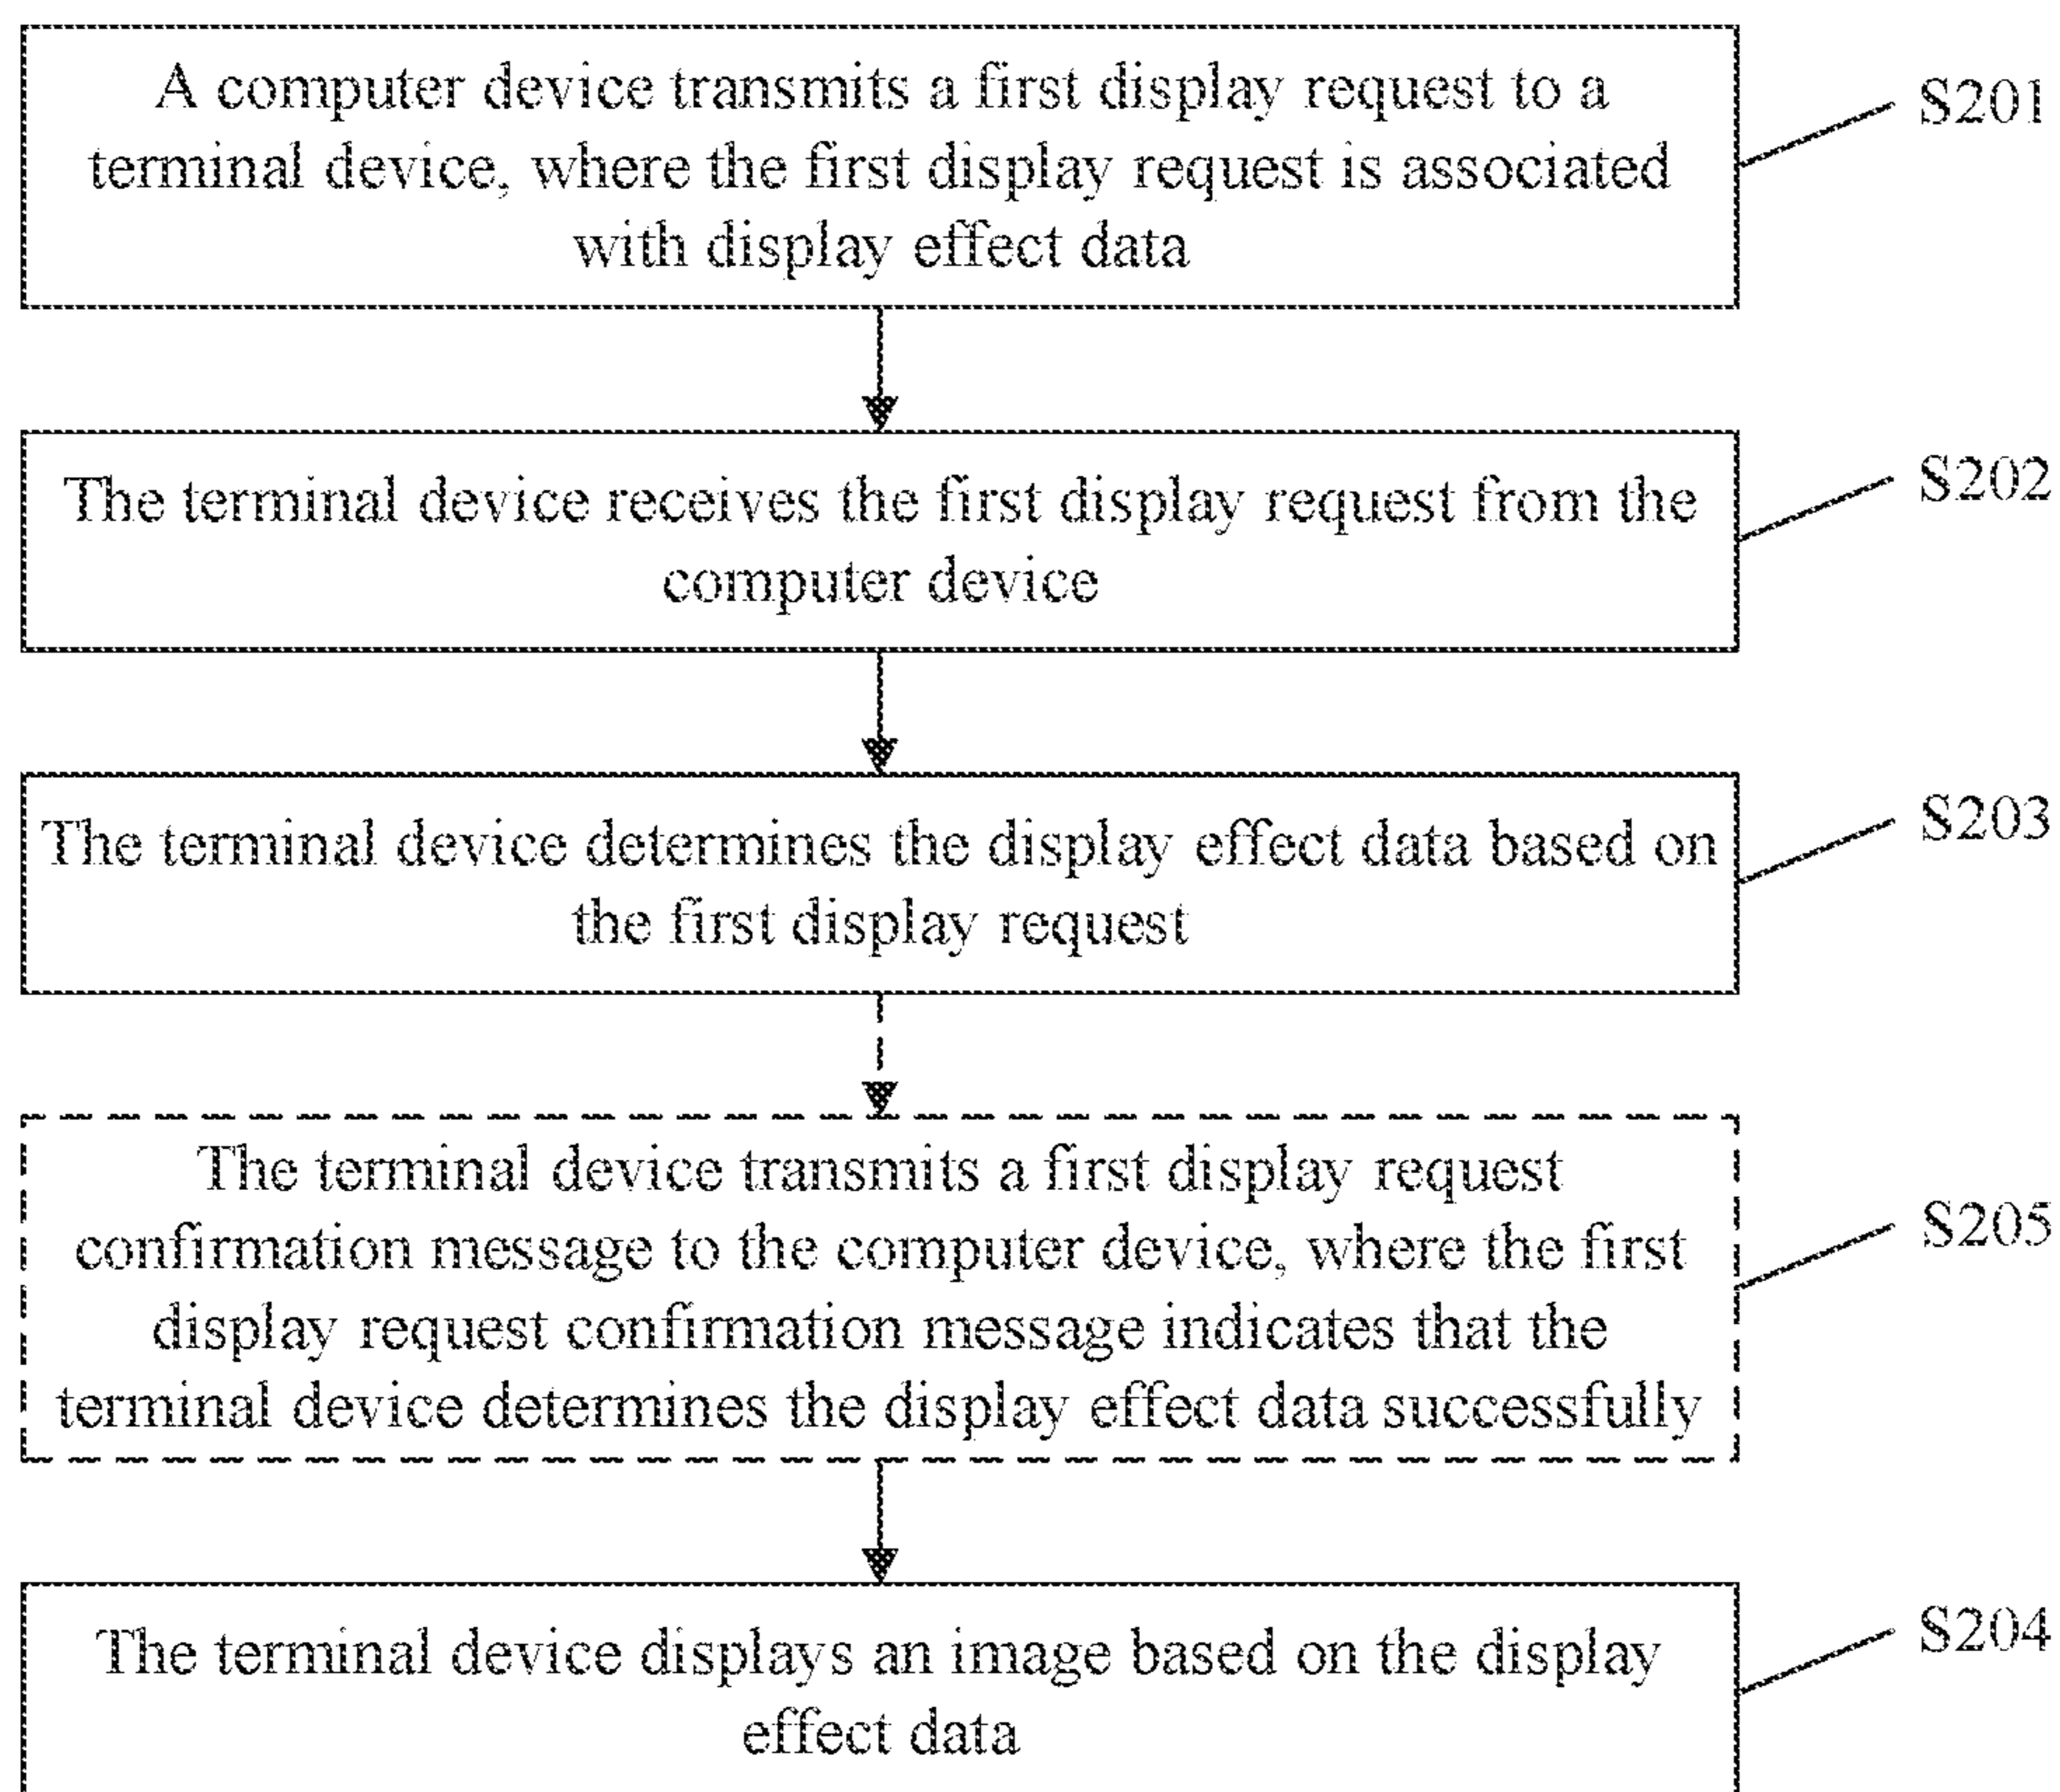 A computer device transmits a first display request to a
terminal device, where the first display request is associated
with display effect data
S201
The terminal device receives the first display request from the
computer device
S202
The terminal device determines the display effect data based on
the first display request
S203
The terminal device transmits a first display request
confirmation message to the computer device, where the first
display request confirmation message indicates that the
terminal device determines the display effect data successfully
S205
The terminal device displays an image based on the display
effect data
S204